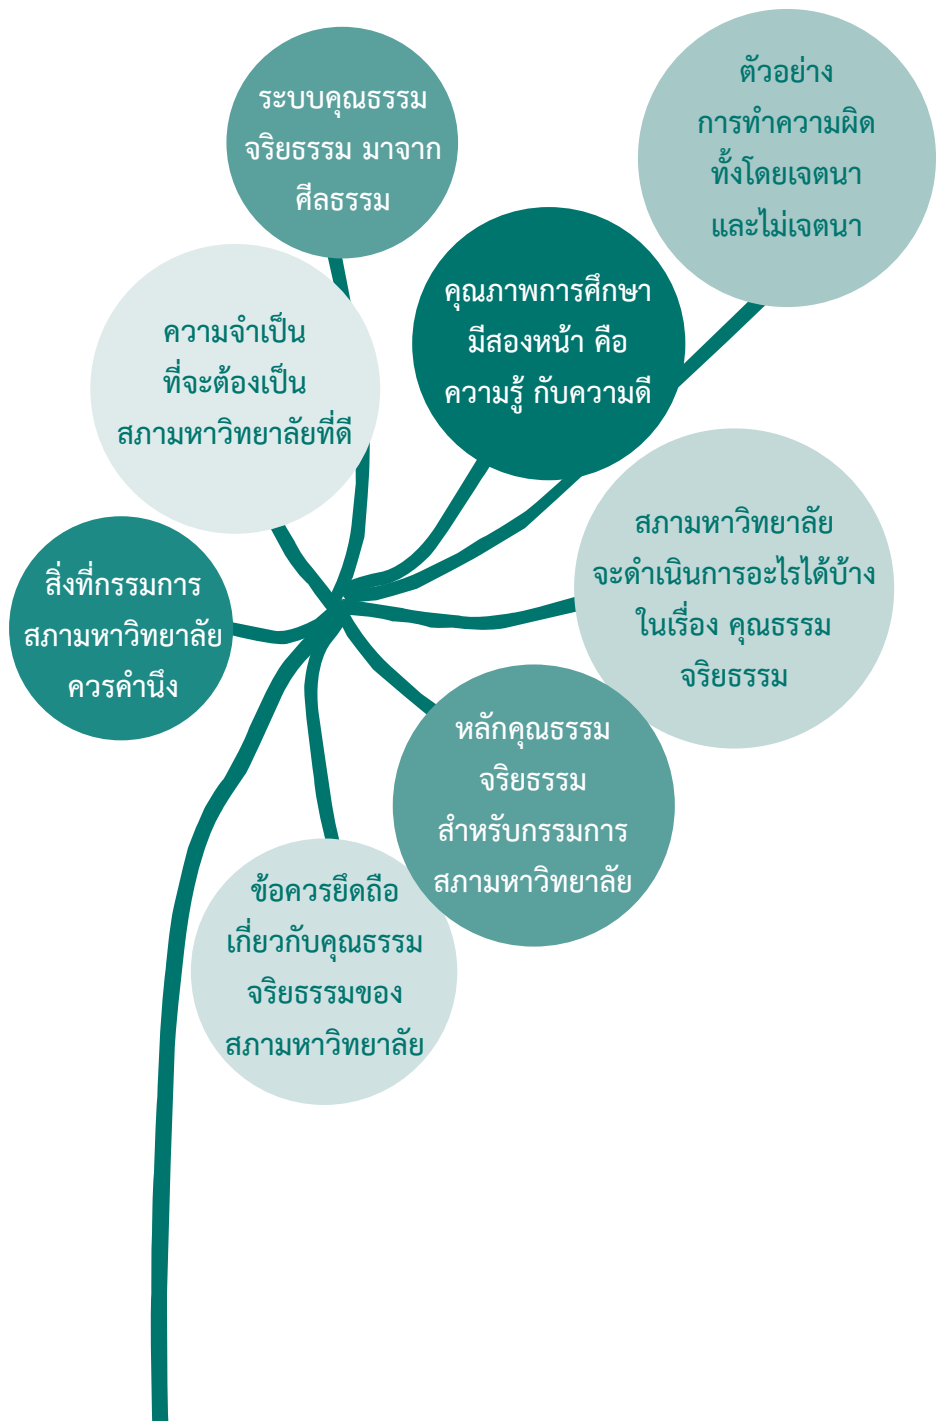 ระบบคุณธรรม
จริยธรรม มาจาก
ศีลธรรม
ตัวอย่าง
การทำความผิด
ทั้งโดยเจตนา
และไม่เจตนา
ความจำเป็น
ที่จะต้องเป็น
สภามหาวิทยาลัยที่ดี
คุณภาพการศึกษา
มีสองหน้า คือ
ความรู้ กับความดี
สิ่งที่กรรมการ
สภามหาวิทยาลัย
ควรคำนึง
สภามหาวิทยาลัย
จะดำเนินการอะไรได้บ้าง
ในเรื่อง คุณธรรม
จริยธรรม
หลักคุณธรรม
จริยธรรม
สำหรับกรรมการ
สภามหาวิทยาลัย
ข้อควรยึดถือ
เกี่ยวกับคุณธรรม
จริยธรรมของ
สภามหาวิทยาลัย